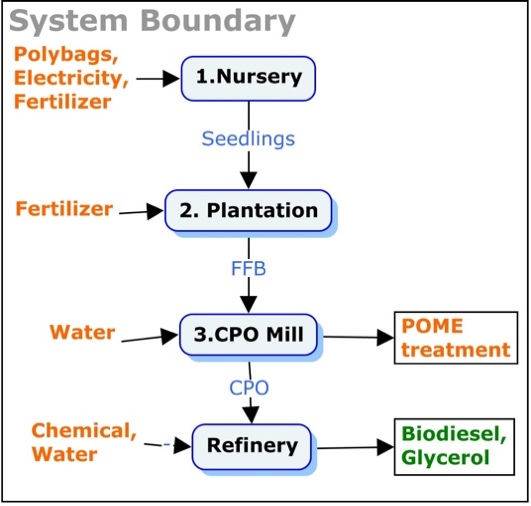 System Boundary
Polybags,
Electricity,
Fertilizer
1.Nursery
Seedlings
Fertilizer
2. Plantation
FFB
Water
3.CPO Mill
POME
treatment
CPO
Chemical,
Water
Refinery
Biodiesel,
Glycerol